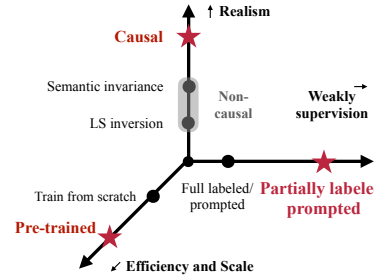 ↑ Realism
Causal
Semantic invariance
Non-
causal
LS inversion
Weakly →
supervision
Full labeled/
prompted
Partially labele
prompted
Train from scratch
Pre-trained
↙ Efficiency and Scale